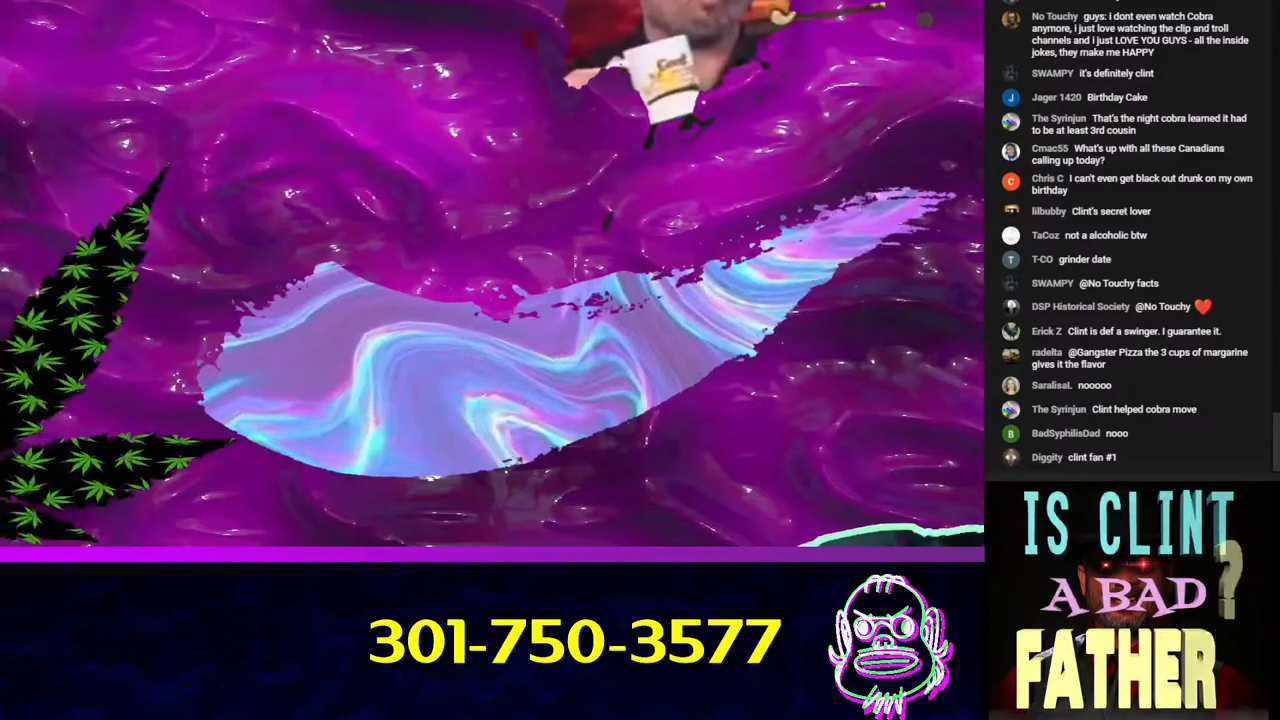 No Touchy guys: i dont even watch Cobra
anymore, i just love watching the clip and troll
channels and i just LOVE YOU GUYS - all the inside
jokes, they make me HAPPY
SWAMPY it's definitely clint
J
Jager 1420 Birthday Cake
The Syrinjun That's the night cobra learned it had
to be at least 3rd cousin
Cmac55 What's up with all these Canadians
calling up today?
C
Chris C I can't even get black out drunk on my own
birthday
lilbubby Clint's secret lover
TaCoz not a alcoholic btw
T
T-CO grinder date
SWAMPY @No Touchy facts
DSP Historical Society @No Touchy ❤️
Erick Z Clint is def a swinger. I guarantee it.
radelta @Gangster Pizza the 3 cups of margarine
gives it the flavor
SaralisaL nooooo
The Syrinjun Clint helped cobra move
B
BadSyphilisDad nooo
Diggity clint fan #1
IS CLINT
A BAD
?
FATHER
301-750-3577